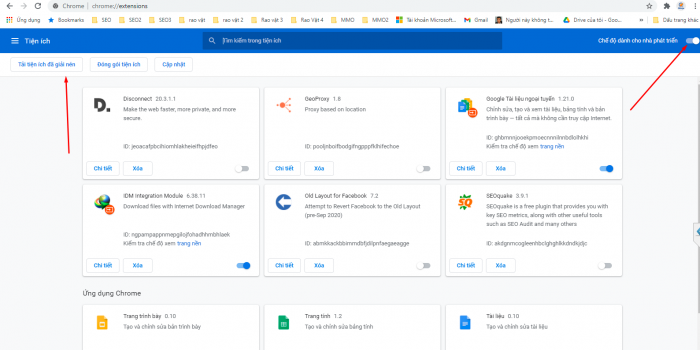 Chrome | chrome://extensions
Ứng dụng SEO SEO2 rao vặt rao vặt 2 Rao Vặt 3 Rao Vặt 4 MMO MMO2 Tài khoản Microsoft... Gmail Người này không t... Drive của tôi - Goo... Dấu trang khác
Tiện ích
Tìm kiếm trong tiện ích
Chế độ dành cho nhà phát triển
Tải tiện ích đã giải nén Đóng gói tiện ích Cập nhật
Disconnect 20.3.1.1
Make the web faster, more private, and more
secure.
ID: jeoacafpbcihiomhlakheieifhpjdfeo
Chi tiết Xóa
GeoProxy 1.8
Proxy based on location
ID: pooljnboifbodgifngpppfklhifechoe
Chi tiết Xóa
Google Tài liệu ngoại tuyến 1.21.0
Chỉnh sửa, tạo và xem tài liệu, bảng tính và bản
trình bày — tất cả mà không cần truy cập internet.
ID: ghbmnnjooekpmoecnnnilnnbdlolhkhi
Kiểm tra chế độ xem trang nền
Chi tiết Xóa
IDM Integration Module 6.38.11
Download files with Internet Download Manager
ID: ngpampappnmepgilojfohadhhmbhlaek
Kiểm tra chế độ xem trang nền
Chi tiết Xóa
Old Layout for Facebook 7.2
Attempt to Revert Facebook to the Old Layout
(pre-Sep 2020)
Chi tiết Xóa
SEOquake 3.9.1
SEOquake is a free plugin that provides you with
key SEO metrics, along with other useful tools
such as SEO Audit and many others
ID: akdgnmcogleenhbclghghlkkdndkjdjc
Chi tiết Xóa
Ứng dụng Chrome
Trang trình bày 0.10
Tạo và chỉnh sửa bản trình bày
Trang tính 1.2
Tạo và chỉnh sửa bảng tính
Tài liệu 0.10
Tạo và chỉnh sửa tài liệu